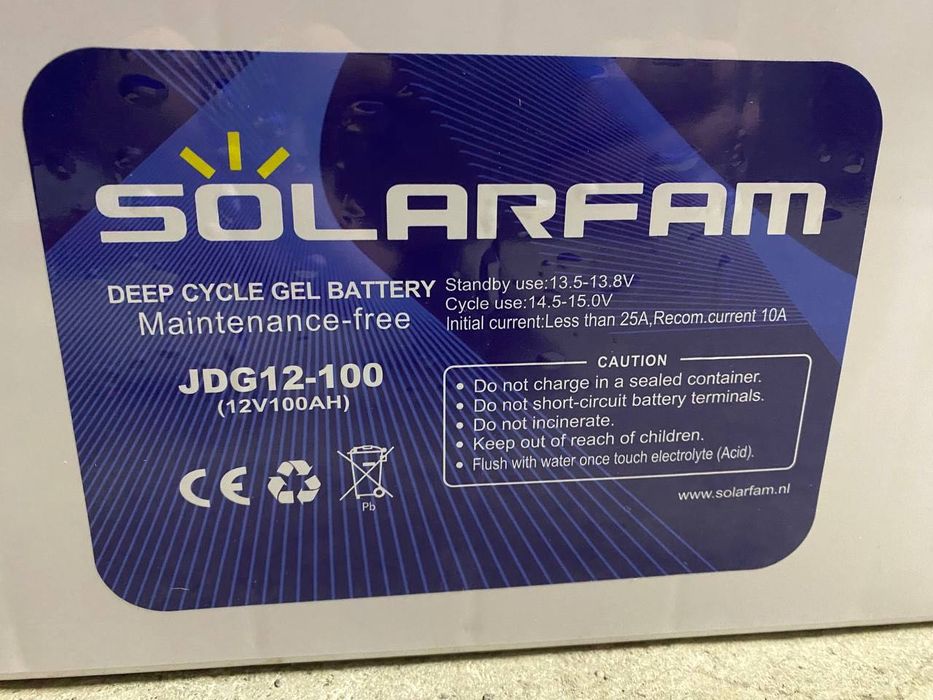 SOLARFAM
DEEP CYCLE GEL BATTERY
Maintenance-free
Standby use:13.5-13.8V
Cycle use:14.5-15.0V
Initial current:Less than 25A,Recom.current 10A
JDG12-100
(12V100AH)
CAUTION
• Do not charge in a sealed container.
• Do not short-circuit battery terminals.
• Do not incinerate.
• Keep out of reach of children.
• Flush with water once touch electrolyte (Acid).
CE
Pb
www.solarfam.nl